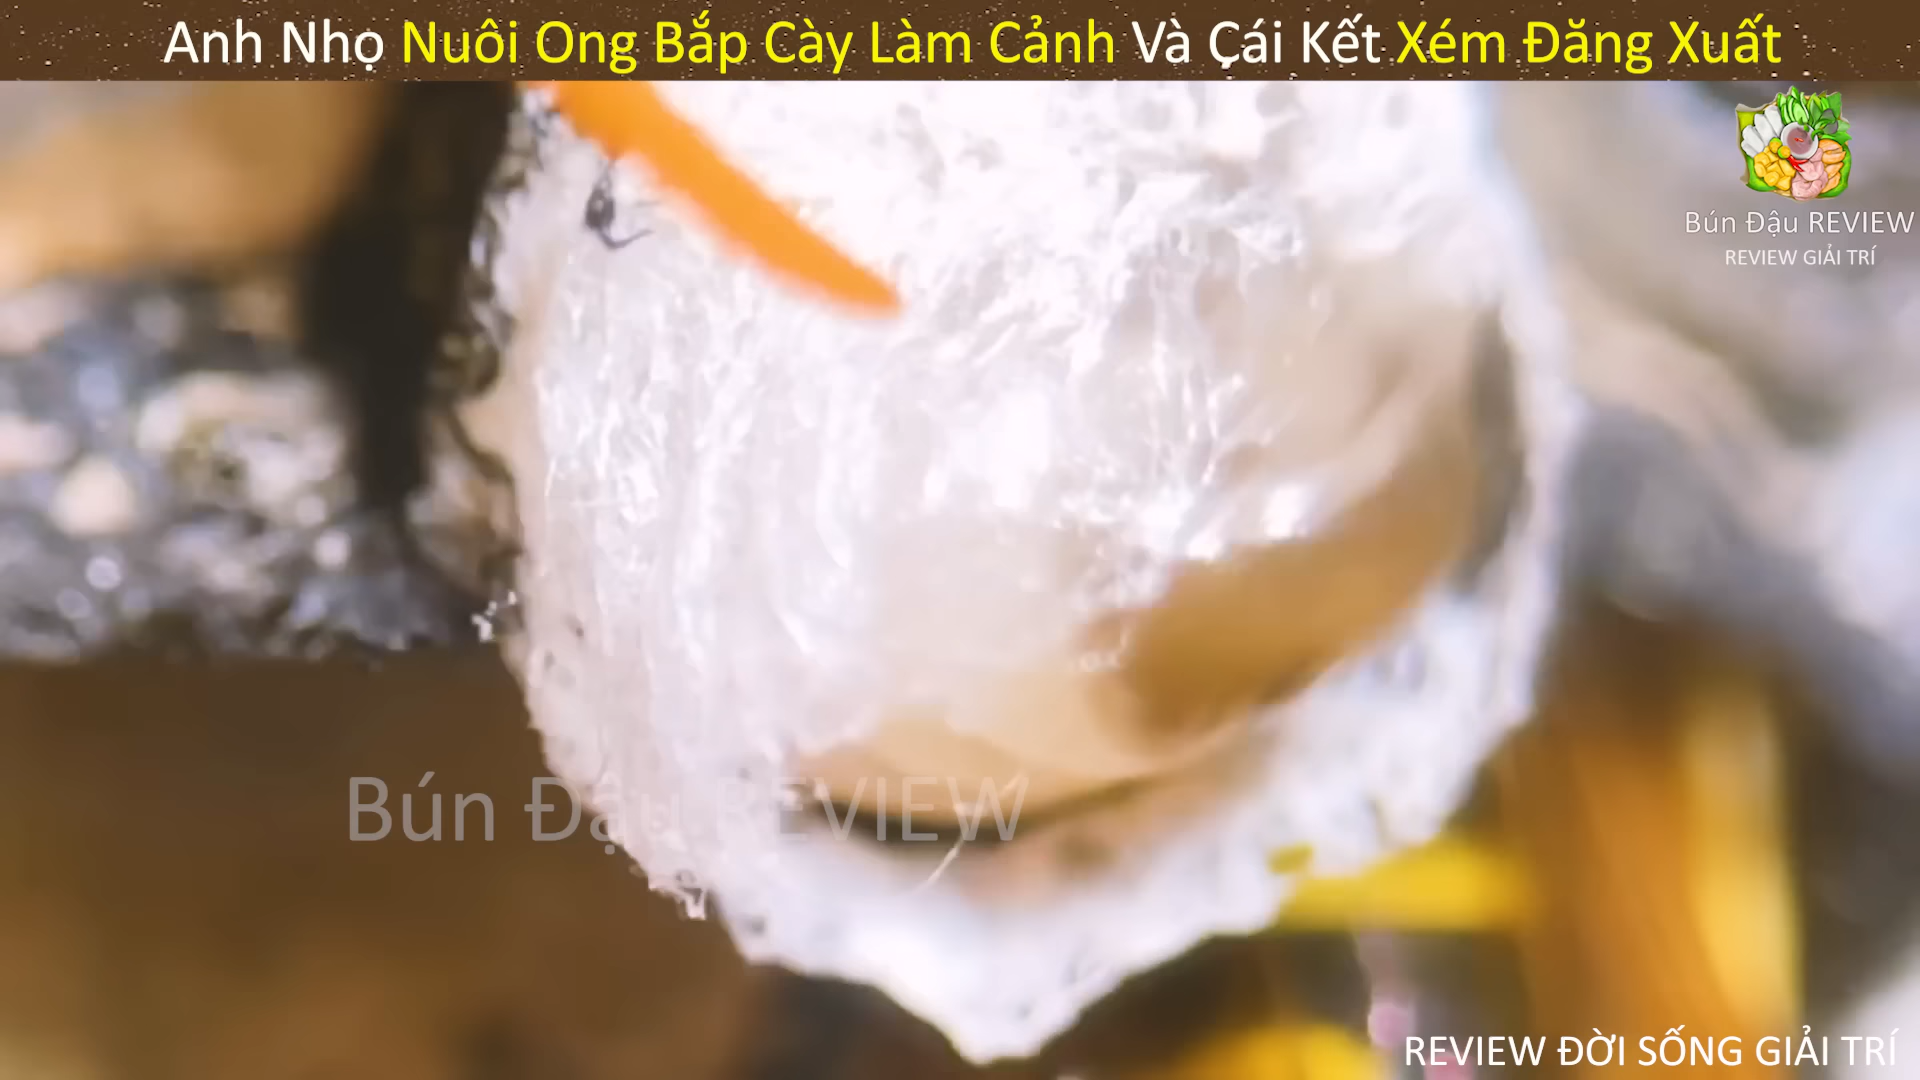 Anh Nhọ Nuôi Ong Bắp Cày Làm Cảnh Và Cái Kết Xém Đăng Xuất
Bún Đậu REVIEW
REVIEW GIẢI TRÍ
Bún Đậu REVIEW
REVIEW ĐỜI SỐNG GIẢI TRÍ